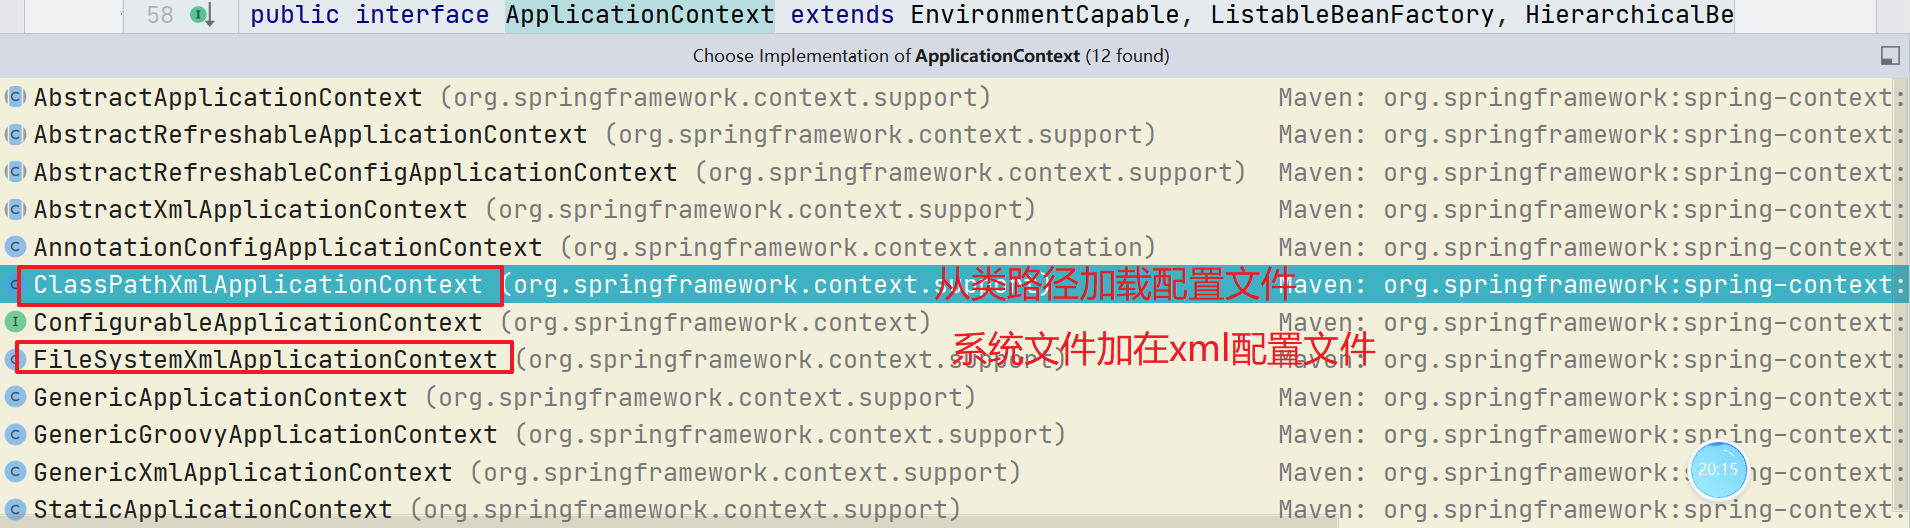 58 public interface ApplicationContext extends EnvironmentCapable, ListableBeanFactory, HierarchicalBe
Choose Implementation of ApplicationContext (12 found)
AbstractApplicationContext (org.springframework.context.support) Maven: org.springframework:spring-context:
AbstractRefreshableApplicationContext (org.springframework.context.support) Maven: org.springframework:spring-context:
AbstractRefreshableConfigApplicationContext (org.springframework.context.support) Maven: org.springframework:spring-context:
AbstractXmlApplicationContext (org.springframework.context.support) Maven: org.springframework:spring-context:
AnnotationConfigApplicationContext (org.springframework.context.annotation) Maven: org.springframework:spring-context:
ClassPathXmlApplicationContext (org.springframework.context.support) 从类路径加载配置文件 Maven: org.springframework:spring-context:
ConfigurableApplicationContext (org.springframework.context) Maven: org.springframework:spring-context:
FileSystemXmlApplicationContext (org.springframework.context.support) 系统文件加在xml配置文件 Maven: org.springframework:spring-context:
GenericApplicationContext (org.springframework.context.support) Maven: org.springframework:spring-context:
GenericGroovyApplicationContext (org.springframework.context.support) Maven: org.springframework:spring-context:
GenericXmlApplicationContext (org.springframework.context.support) Maven: org.springframework:spring-context:
20:15
StaticApplicationContext (org.springframework.context.support) Maven: org.springframework:spring-context: